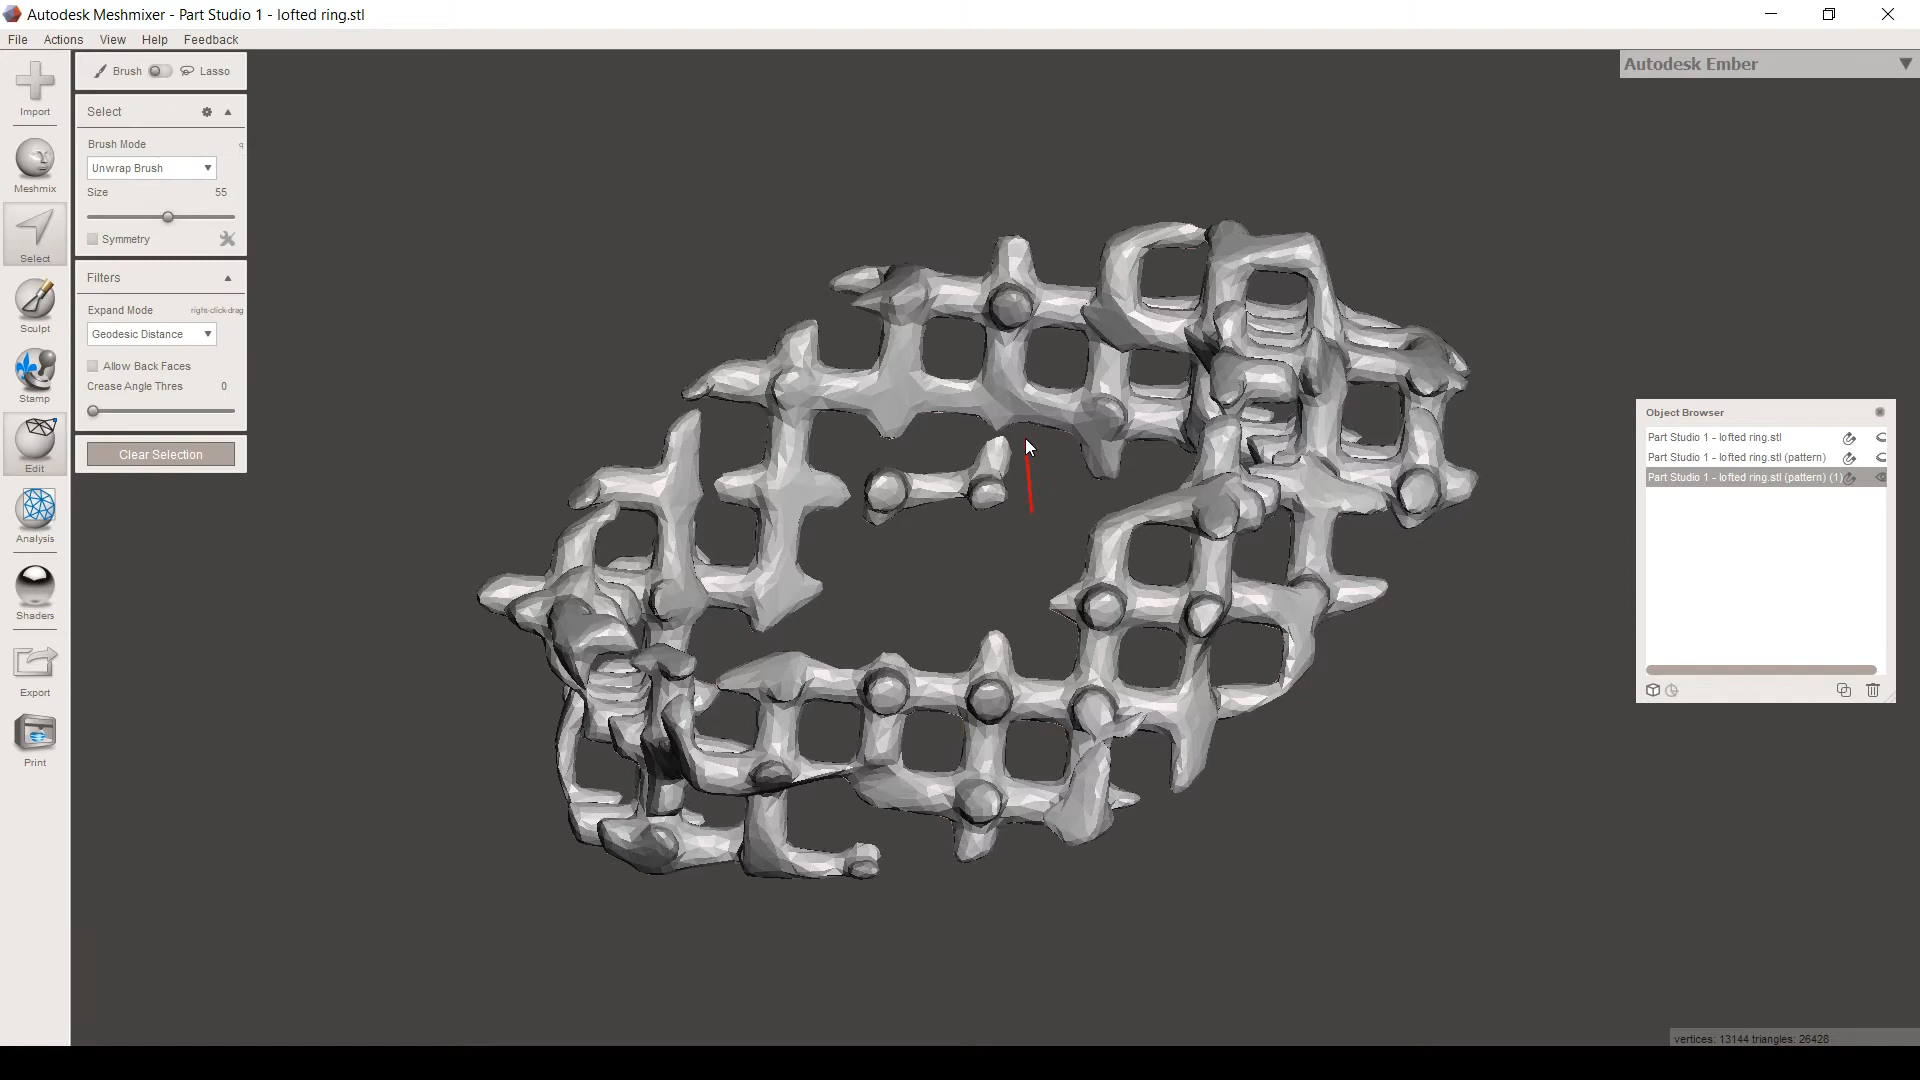 Autodesk Meshmixer - Part Studio 1 - lofted ring.stl
File Actions View Help Feedback
Autodesk Ember
Import
Meshmix
Select
Sculpt
Stamp
Edit
Analysis
Shaders
Export
Print
Brush Lasso
Select
Brush Mode q
Unwrap Brush
Size 55
Symmetry
Filters
Expand Mode right-click-drag
Geodesic Distance
Allow Back Faces
Crease Angle Thres 0
Clear Selection
Object Browser
Part Studio 1 - lofted ring.stl
Part Studio 1 - lofted ring.stl (pattern)
Part Studio 1 - lofted ring.stl (pattern) (1)
vertices: 13144 triangles: 26428